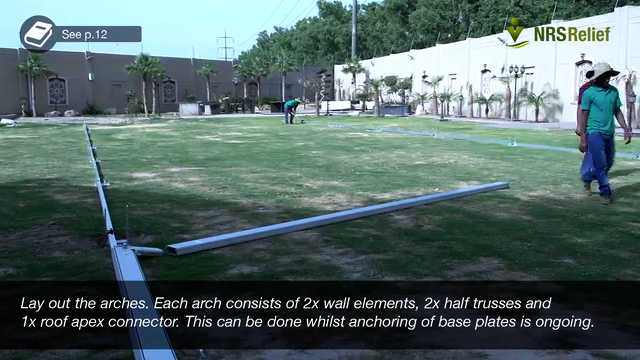 See p.12
NRSRelief
Lay out the arches. Each arch consists of 2x wall elements, 2x half trusses and
1x roof apex connector. This can be done whilst anchoring of base plates is ongoing.